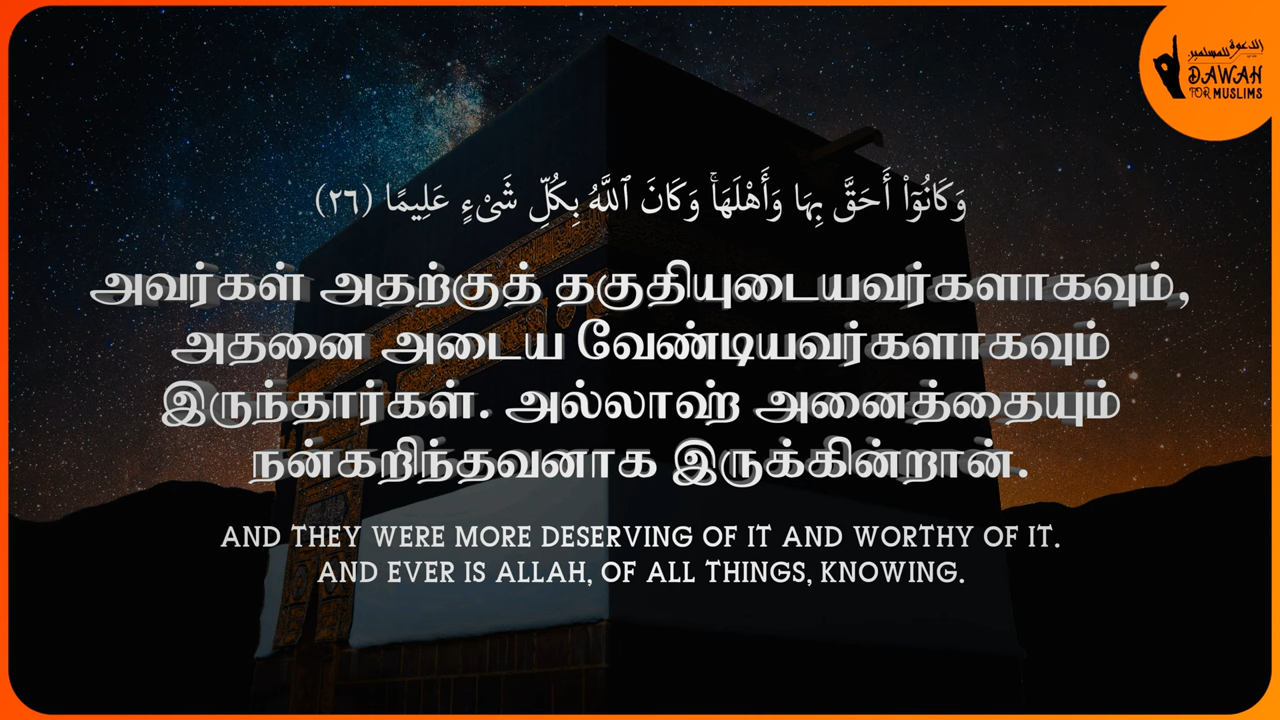 الدعوة للمسلمين
DAWAH
FOR MUSLIMS
وَكَانُوٓا۟ أَحَقَّ بِهَا وَأَهْلَهَاۚ وَكَانَ ٱللَّهُ بِكُلِّ شَىْءٍ عَلِيمًا (٢٦)
அவர்கள் அதற்குத் தகுதியுடையவர்களாகவும்,
அதனை அடைய வேண்டியவர்களாகவும்
இருந்தார்கள். அல்லாஹ் அனைத்தையும்
நன்கறிந்தவனாக இருக்கின்றான்.
AND THEY WERE MORE DESERVING OF IT AND WORTHY OF IT.
AND EVER IS ALLAH, OF ALL THINGS, KNOWING.